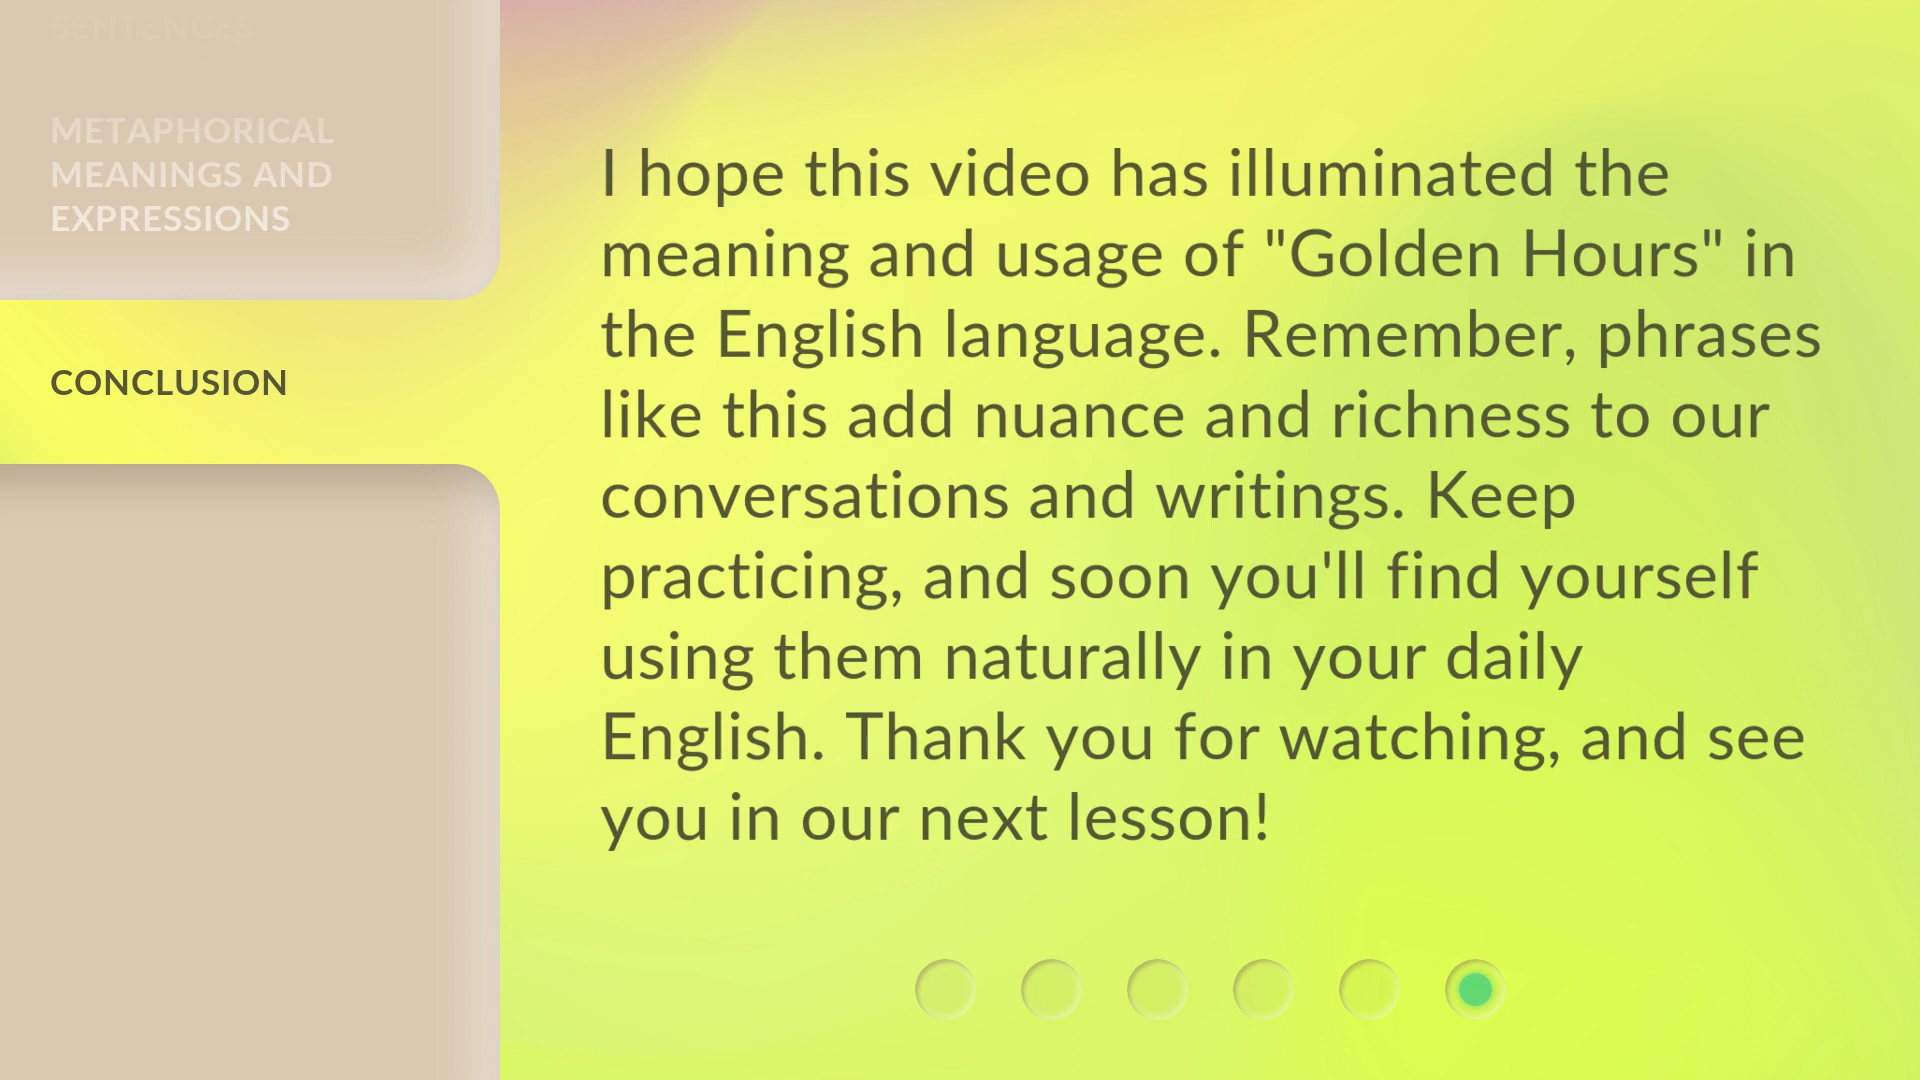 SENTENCES
METAPHORICAL
MEANINGS AND
EXPRESSIONS
CONCLUSION
I hope this video has illuminated the
meaning and usage of "Golden Hours" in
the English language. Remember, phrases
like this add nuance and richness to our
conversations and writings. Keep
practicing, and soon you'll find yourself
using them naturally in your daily
English. Thank you for watching, and see
you in our next lesson!